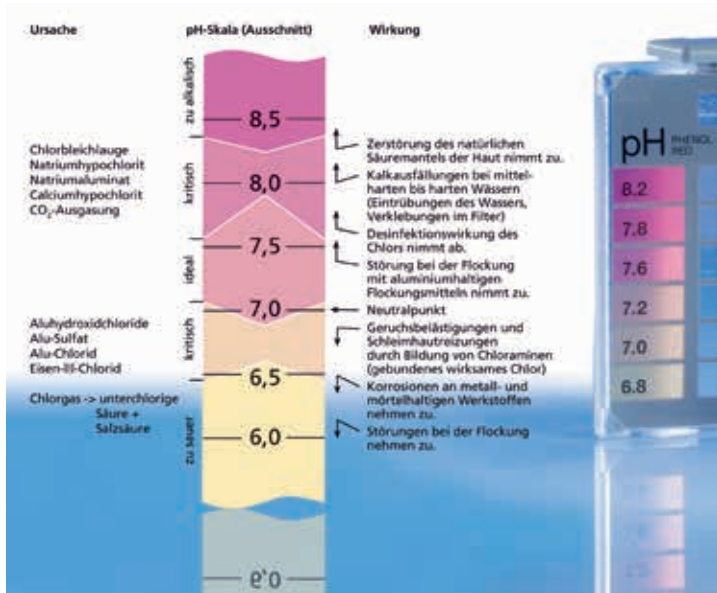 Ursache
pH-Skala (Ausschnitt)
Wirkung
zu alkalisch
8,5
kritisch
8,0
7,5
ideal
7,0
kritisch
6,5
zu sauer
6,0
Chlorbleichlauge
Natriumhypochlorit
Natriumaluminat
Calciumhypochlorit
CO₂-Ausgasung
Aluhydroxidchloride
Alu-Sulfat
Alu-Chlorid
Eisen-III-Chlorid
Chlorgas -> unterchlorige
Säure +
Salzsäure
Zerstörung des natürlichen
Säuremantels der Haut nimmt zu.
Kalkausfällungen bei mittel-
harten bis harten Wässern
(Eintrübungen des Wassers,
Verklebungen im Filter)
Desinfektionswirkung des
Chlors nimmt ab.
Störung bei der Flockung
mit aluminiumhaltigen
Flockungsmitteln nimmt zu.
Neutralpunkt
Geruchsbelästigungen und
Schleimhautreizungen
durch Bildung von Chloraminen
(gebundenes wirksames Chlor)
Korrosionen an metall- und
mörtelhaltigen Werkstoffen
nehmen zu.
Störungen bei der Flockung
nehmen zu.
pH PHENOL
RED
8.2
7.8
7.6
7.2
7.0
6.8